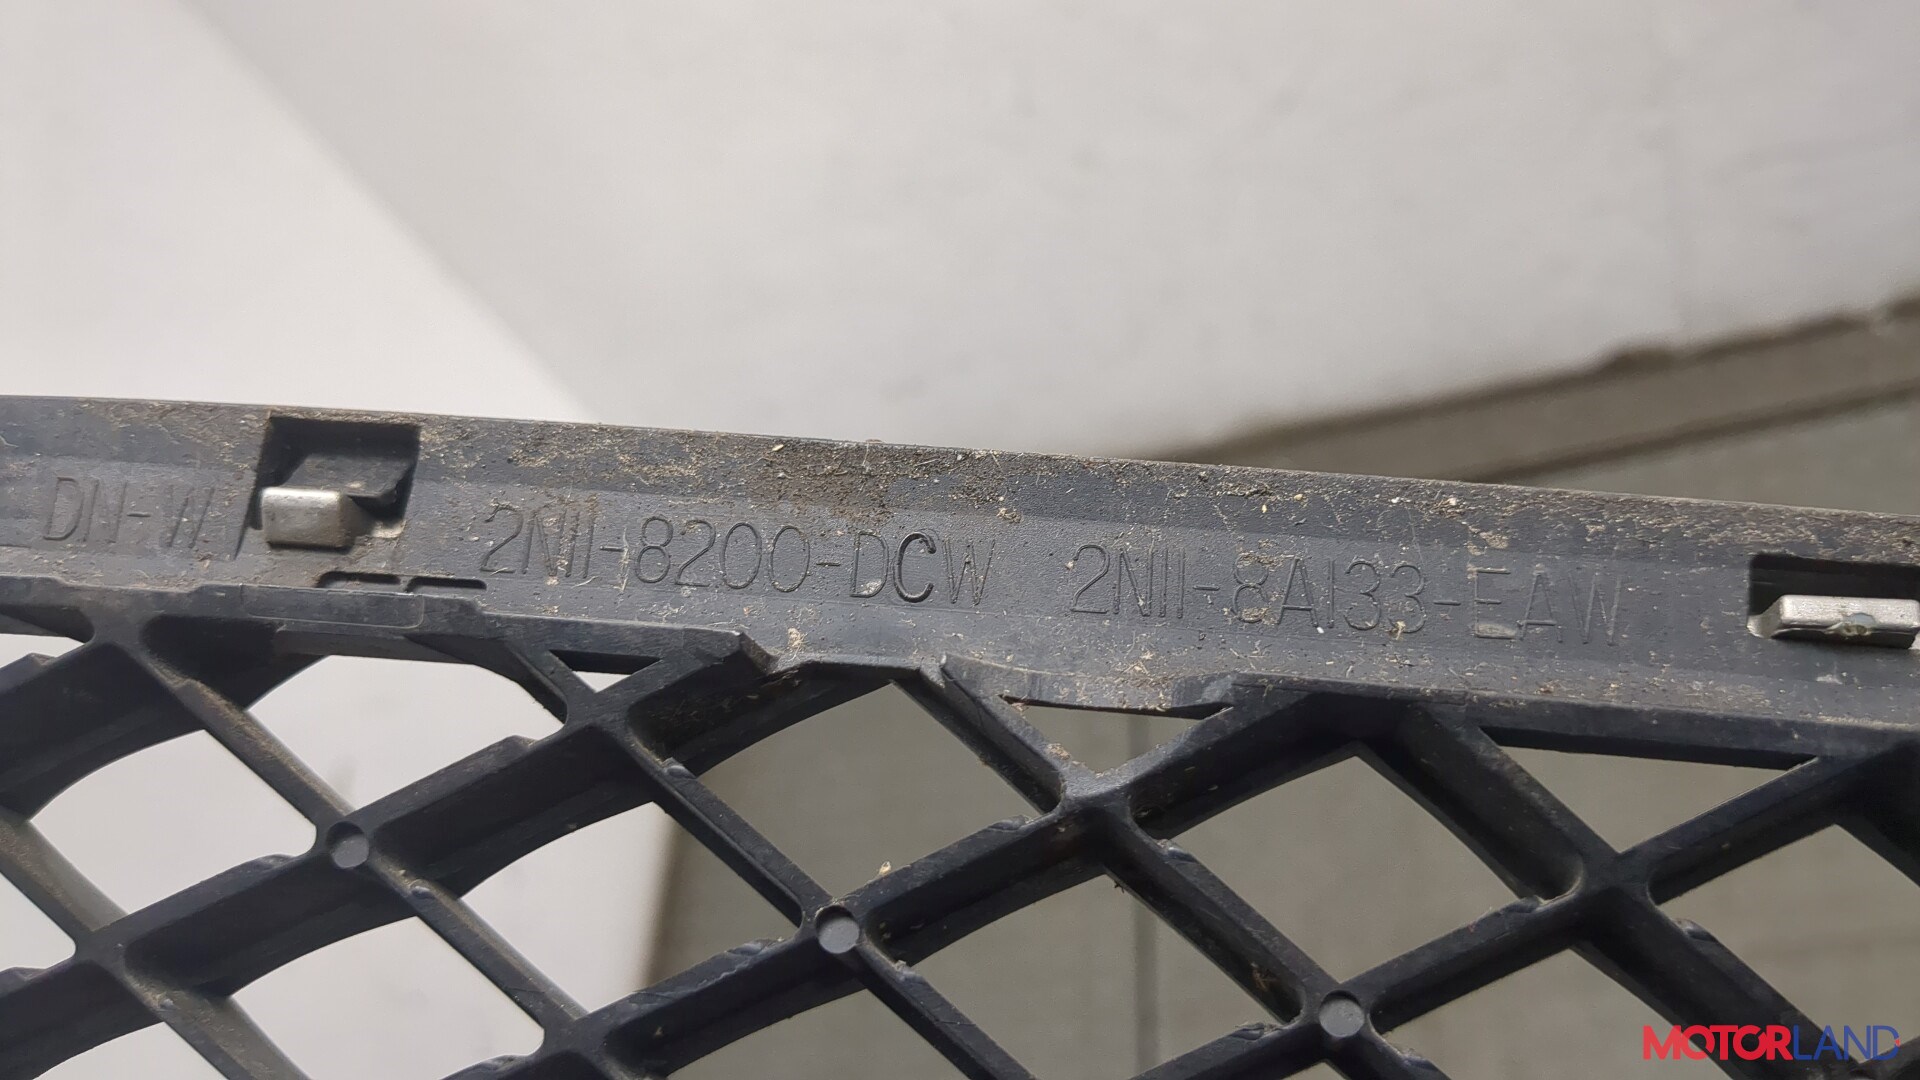 DN-W 2N11-8200-DCW 2N11-8A133-EAW
MOTORLAND